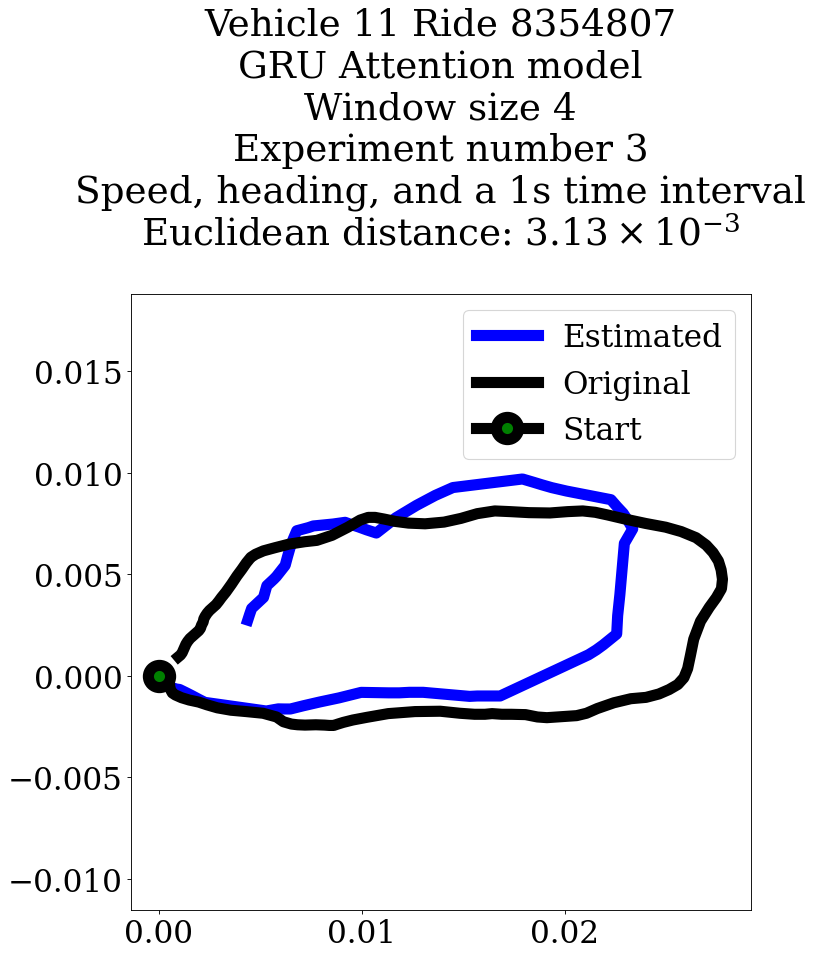 Vehicle 11 Ride 8354807
GRU Attention model
Window size 4
Experiment number 3
Speed, heading, and a 1s time interval
Euclidean distance: 3.13 × 10⁻³
Estimated
Original
Start
0.015
0.010
0.005
0.000
−0.005
−0.010
0.00 0.01 0.02